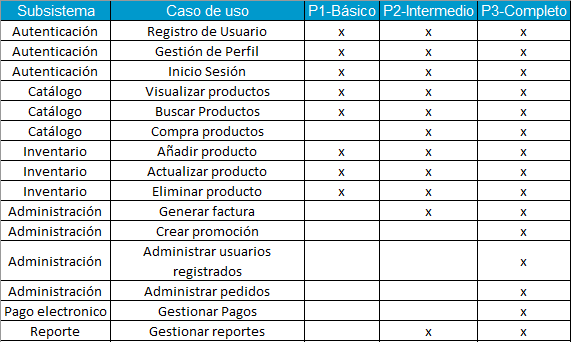 Subsistema Caso de uso P1-Básico P2-Intermedio P3-Completo
Autenticación Registro de Usuario x x x
Autenticación Gestión de Perfil x x x
Autenticación Inicio Sesión x x x
Catálogo Visualizar productos x x x
Catálogo Buscar Productos x x x
Catálogo Compra productos x x
Inventario Añadir producto x x x
Inventario Actualizar producto x x x
Inventario Eliminar producto x x x
Administración Generar factura x x
Administración Crear promoción x
Administración Administrar usuarios
registrados x
Administración Administrar pedidos x
Pago electronico Gestionar Pagos x
Reporte Gestionar reportes x x